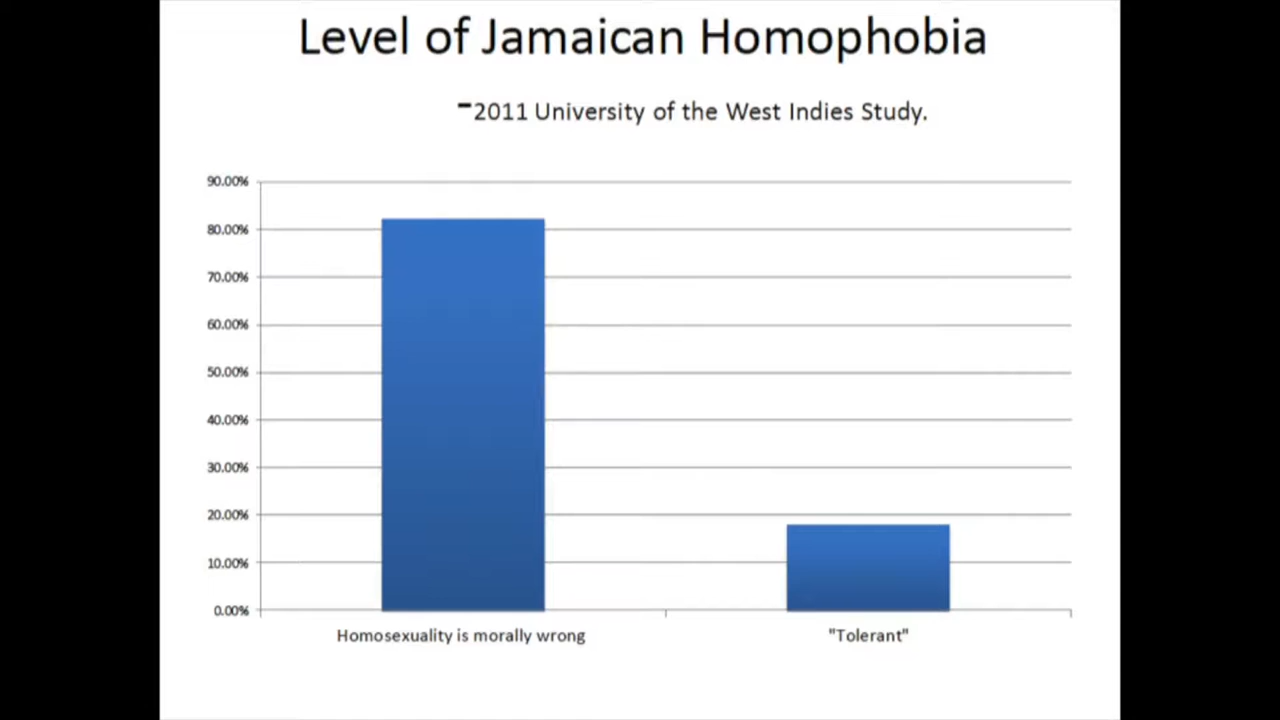 Level of Jamaican Homophobia
-2011 University of the West Indies Study.
90.00%
80.00%
70.00%
60.00%
50.00%
40.00%
30.00%
20.00%
10.00%
0.00%
Homosexuality is morally wrong
"Tolerant"